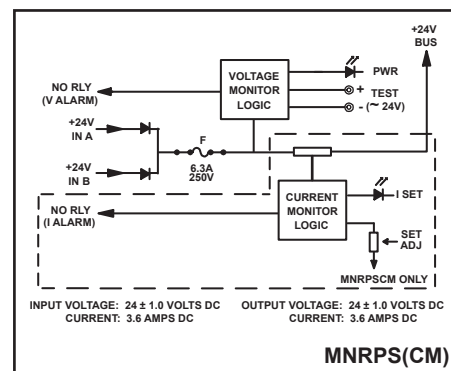 +24V
BUS
VOLTAGE
MONITOR
LOGIC
PWR
+ TEST
- (~ 24V)
NO RLY
(V ALARM)
+24V
IN A
F
6.3A
250V
+24V
IN B
NO RLY
(I ALARM)
CURRENT
MONITOR
LOGIC
I SET
SET
ADJ
MNRPSCM ONLY
INPUT VOLTAGE: 24 ± 1.0 VOLTS DC
CURRENT: 3.6 AMPS DC
OUTPUT VOLTAGE: 24 ± 1.0 VOLTS DC
CURRENT: 3.6 AMPS DC
MNRPS(CM)